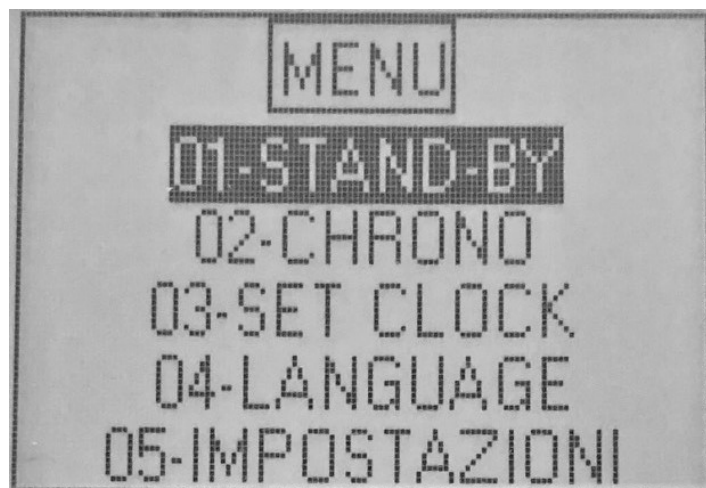 MENU
01-STAND-BY
02-CHRONO
03-SET CLOCK
04-LANGUAGE
05-IMPOSTAZIONI